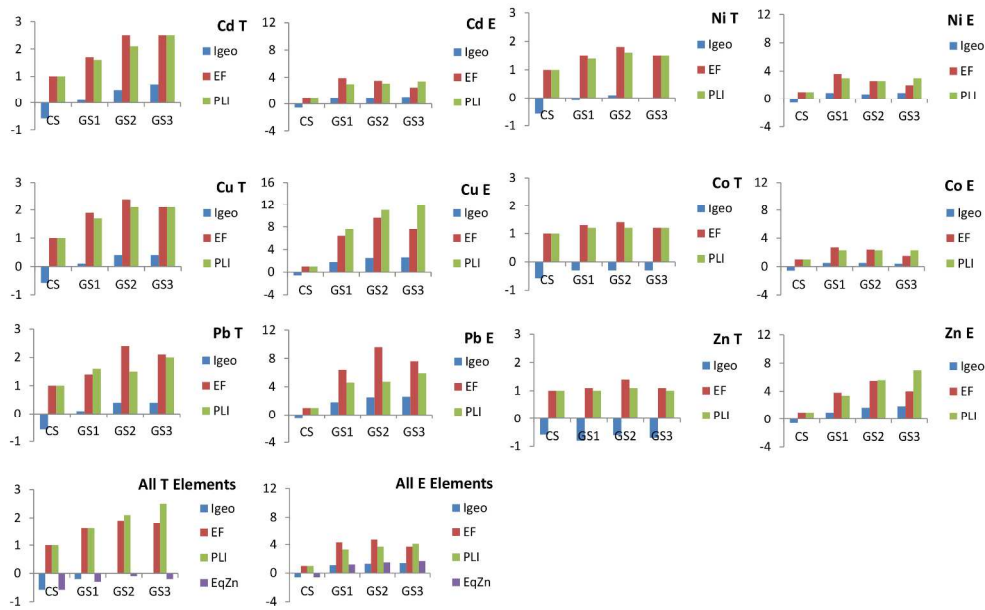 Cd T
3
2
1
0
-1
CS GS1 GS2 GS3
Igeo
EF
PLI
Cd E
12
8
4
0
-4
CS GS1 GS2 GS3
Igeo
EF
PLI
Ni T
3
2
1
0
-1
CS GS1 GS2 GS3
Igeo
EF
PLI
Ni E
12
8
4
0
-4
CS GS1 GS2 GS3
Igeo
EF
PLI
Cu T
3
2
1
0
-1
CS GS1 GS2 GS3
Igeo
EF
PLI
Cu E
16
12
8
4
0
-4
CS GS1 GS2 GS3
Igeo
EF
PLI
Co T
3
2
1
0
-1
CS GS1 GS2 GS3
Igeo
EF
PLI
Co E
12
8
4
0
-4
CS GS1 GS2 GS3
Igeo
EF
PLI
Pb T
3
2
1
0
-1
CS GS1 GS2 GS3
Igeo
EF
PLI
Pb E
12
8
4
0
-4
CS GS1 GS2 GS3
Igeo
EF
PLI
Zn T
3
2
1
0
-1
CS GS1 GS2 GS3
Igeo
EF
PLI
Zn E
12
8
4
0
-4
CS GS1 GS2 GS3
Igeo
EF
PLI
All T Elements
3
2
1
0
-1
CS GS1 GS2 GS3
Igeo
EF
PLI
EqZn
All E Elements
12
8
4
0
-4
CS GS1 GS2 GS3
Igeo
EF
PLI
EqZn